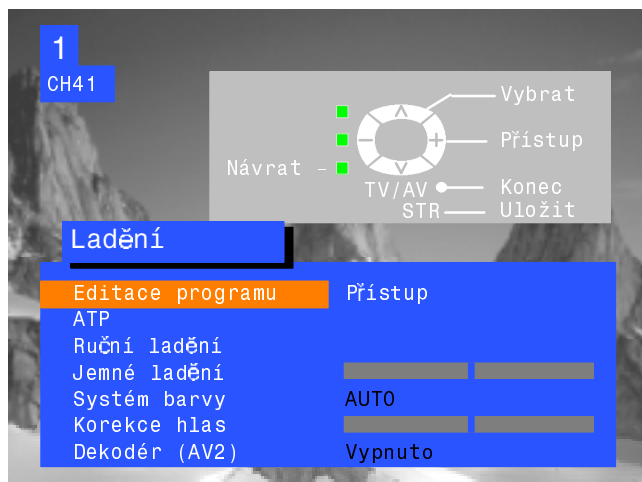 1
CH41
Vybrat
Přístup
Návrat –
TV/AV Konec
STR Uložit
Ladění
Editace programu Přístup
ATP
Ruční ladění
Jemné ladění
Systém barvy AUTO
Korekce hlas
Dekodér (AV2) Vypnuto